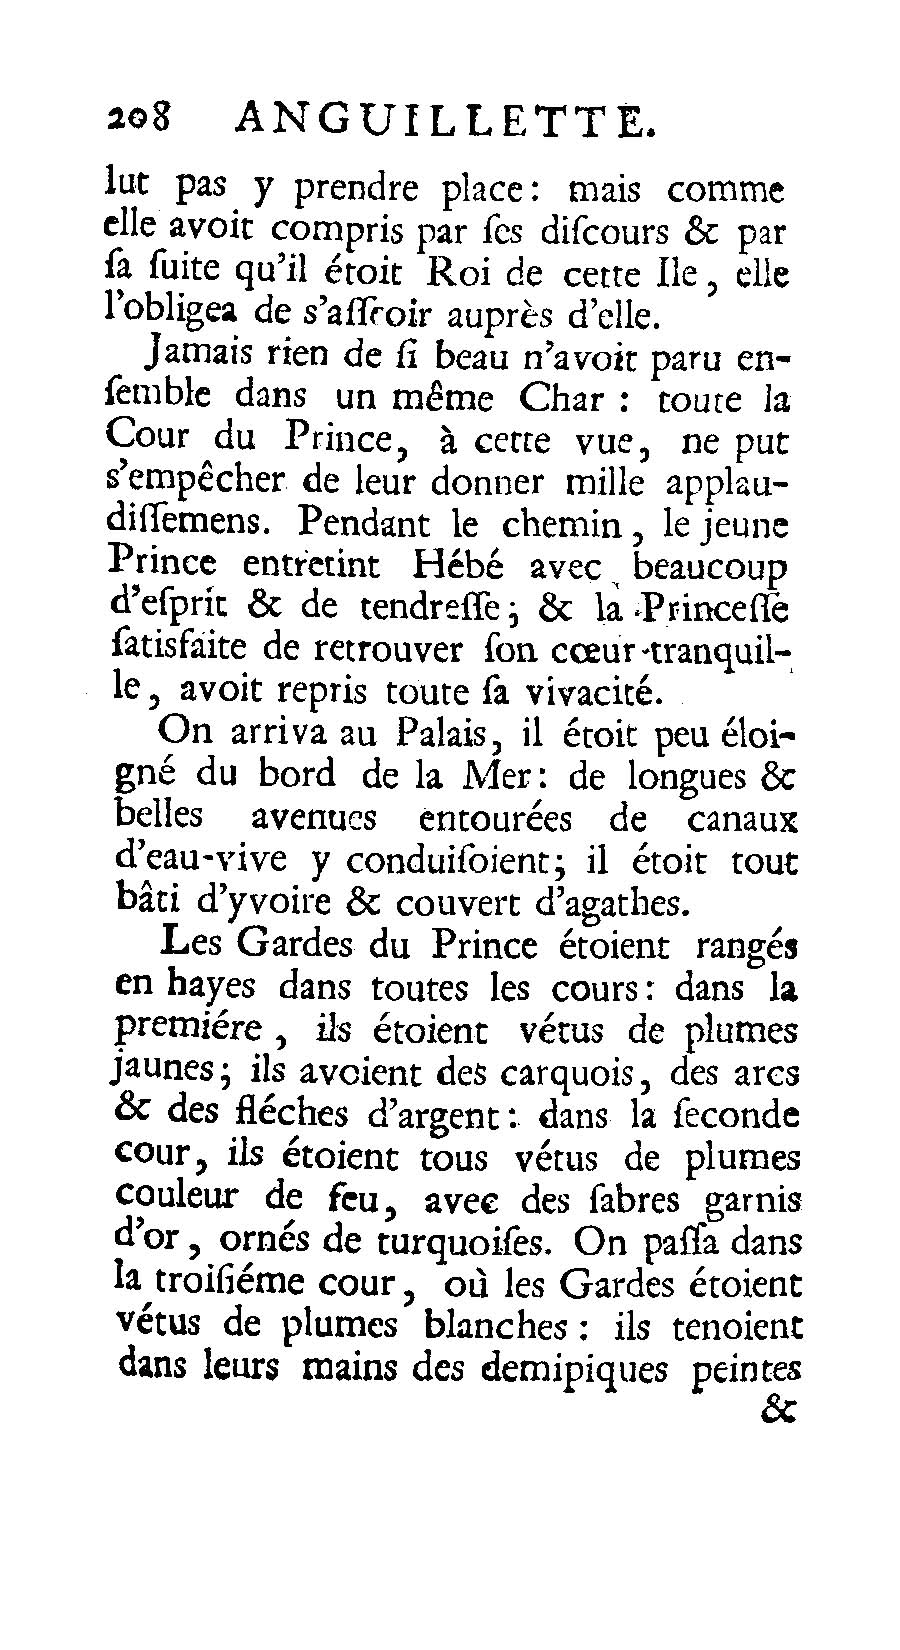 208 ANGUILLETTE.
lut pas y prendre place: mais comme
elle avoit compris par ſes diſcours & par
ſa ſuite qu'il étoit Roi de cette Ile, elle
l'obligea de s'aſſeoir auprès d'elle.
Jamais rien de ſi beau n'avoit paru en-
ſemble dans un même Char : toute la
Cour du Prince, à cette vue, ne put
s'empêcher de leur donner mille applau-
diſſemens. Pendant le chemin, le jeune
Prince entretint Hébé avec beaucoup
d'eſprit & de tendreſſe; & la Princeſſe
ſatisfaite de retrouver ſon cœur tranquil-
le, avoit repris toute ſa vivacité.
On arriva au Palais, il étoit peu éloi-
gné du bord de la Mer: de longues &
belles avenues entourées de canaux
d'eau-vive y conduiſoient; il étoit tout
bâti d'yvoire & couvert d'agathes.
Les Gardes du Prince étoient rangés
en hayes dans toutes les cours: dans la
premiére, ils étoient vétus de plumes
jaunes; ils avoient des carquois, des arcs
& des fléches d'argent: dans la ſeconde
cour, ils étoient tous vétus de plumes
couleur de feu, avec des ſabres garnis
d'or, ornés de turquoiſes. On paſſa dans
la troiſiéme cour, où les Gardes étoient
vétus de plumes blanches : ils tenoient
dans leurs mains des demipiques peintes
&